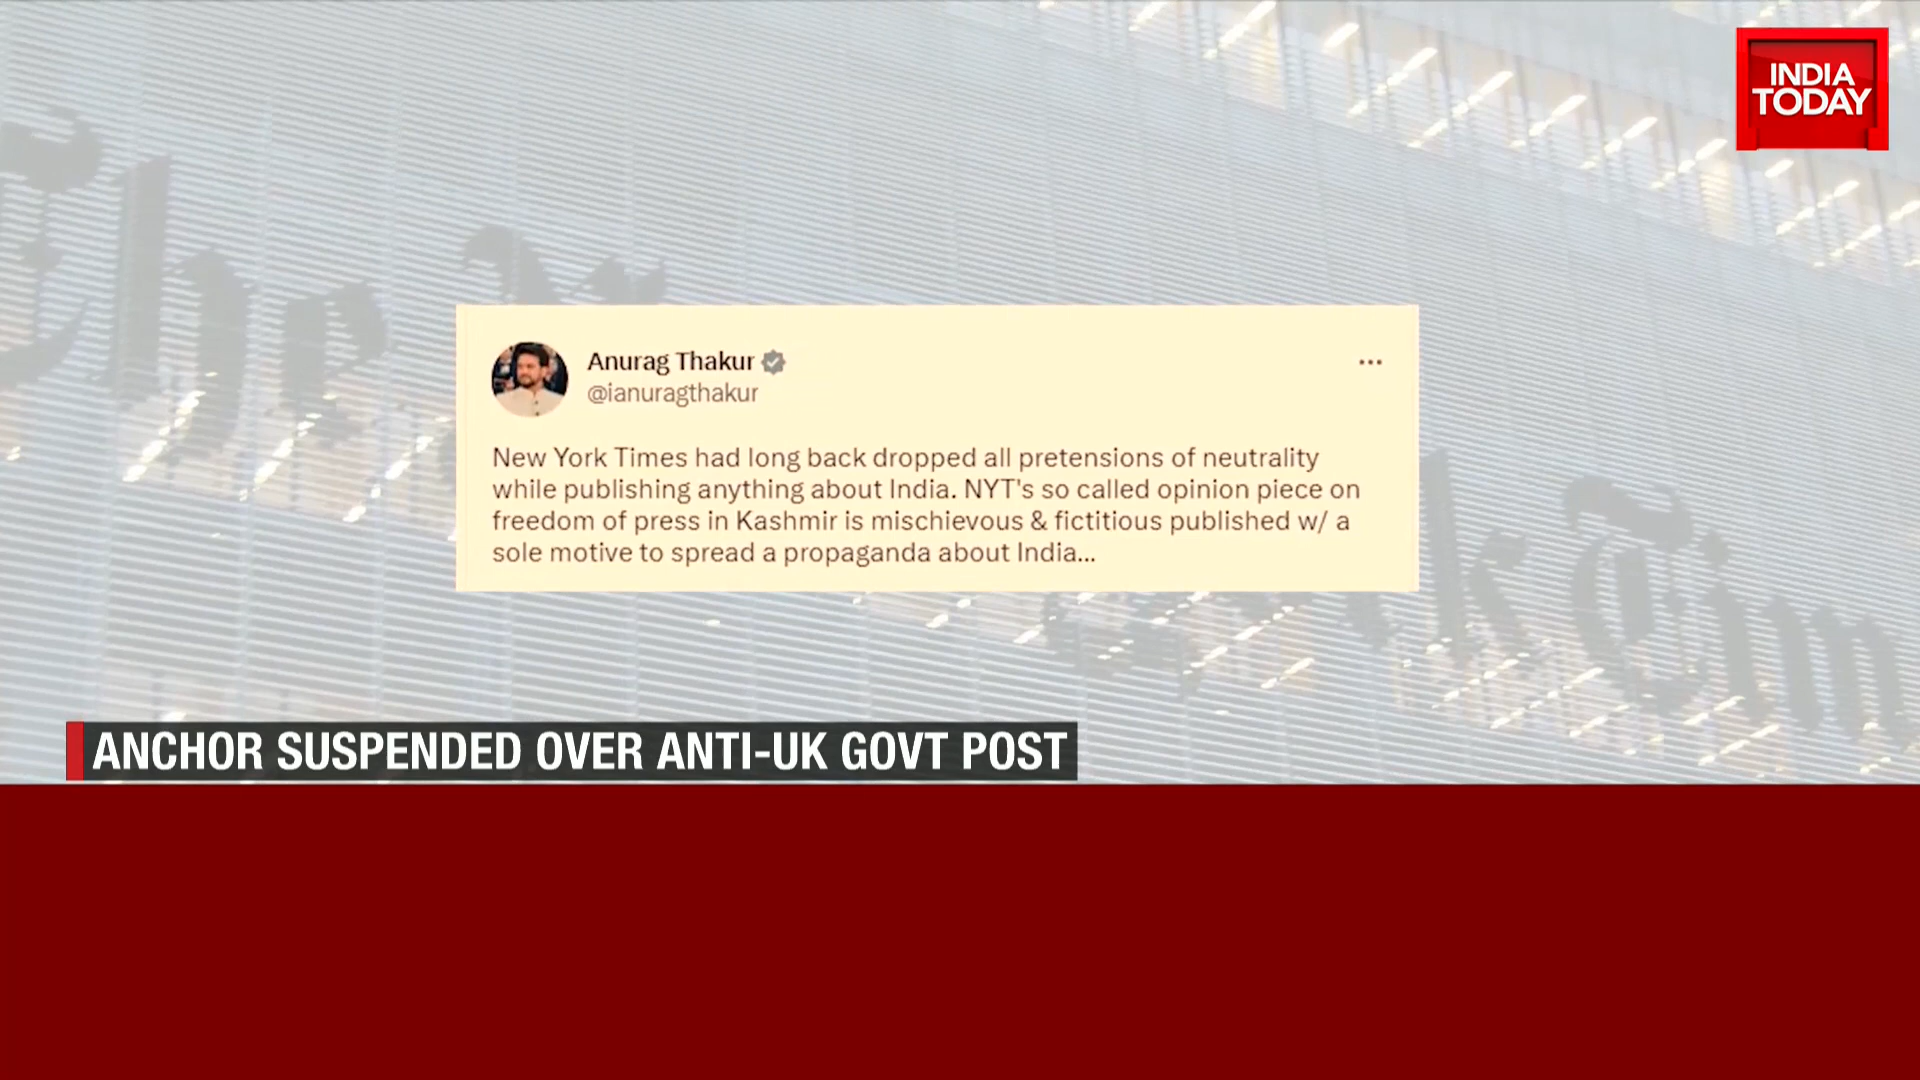 INDIA
TODAY
Anurag Thakur
@ianuragthakur
New York Times had long back dropped all pretensions of neutrality
while publishing anything about India. NYT's so called opinion piece on
freedom of press in Kashmir is mischievous & fictitious published w/ a
sole motive to spread a propaganda about India...
ANCHOR SUSPENDED OVER ANTI-UK GOVT POST